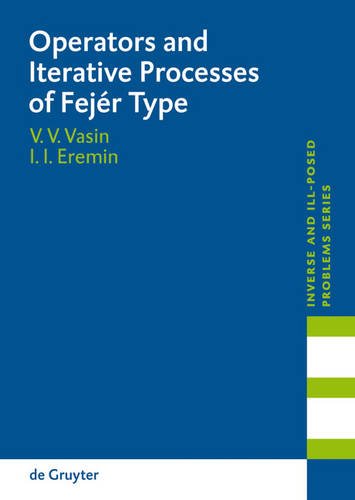 Operators and
Iterative Processes
of Fejér Type
V. V. Vasin
I. I. Eremin
INVERSE AND ILL-POSED
PROBLEMS SERIES
de Gruyter